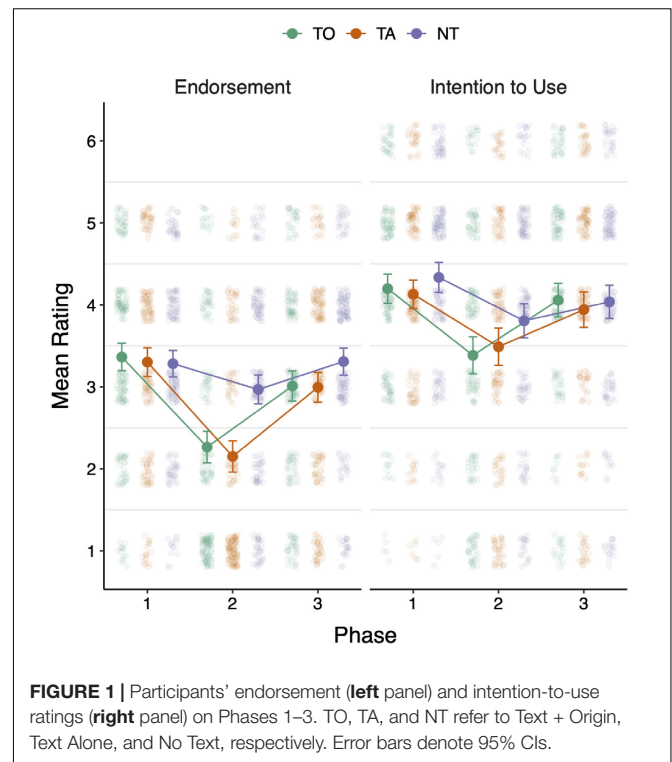 TO TA NT
Endorsement Intention to Use
6
5
4
3
2
1
Mean Rating
1 2 3 1 2 3
Phase
FIGURE 1 | Participants' endorsement (left panel) and intention-to-use
ratings (right panel) on Phases 1–3. TO, TA, and NT refer to Text + Origin,
Text Alone, and No Text, respectively. Error bars denote 95% CIs.